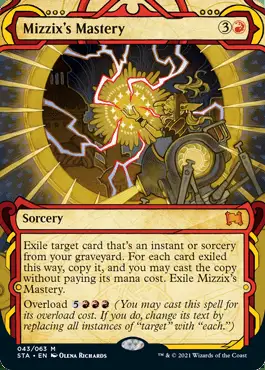 Mizzix's Mastery 3
Sorcery
Exile target card that's an instant or sorcery
from your graveyard. For each card exiled
this way, copy it, and you may cast the copy
without paying its mana cost. Exile Mizzix's
Mastery.
Overload 5 (You may cast this spell for
its overload cost. If you do, change its text by
replacing all instances of "target" with "each.")
043/063 M
STA • EN Olena Richards
™ & © 2021 Wizards of the Coast